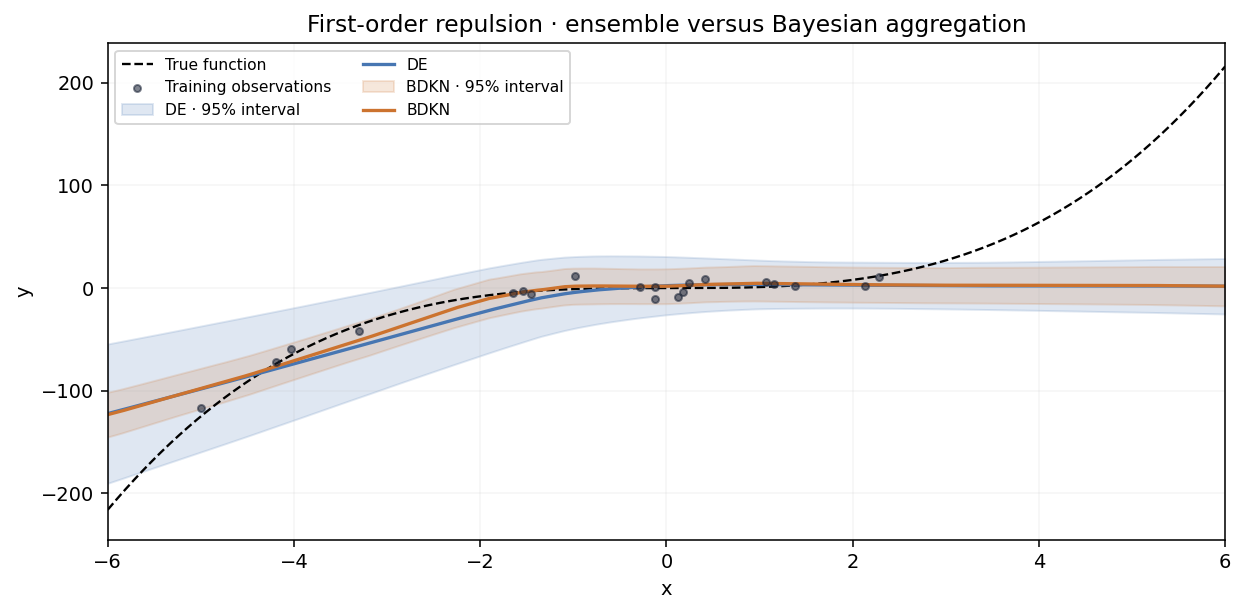 First-order repulsion · ensemble versus Bayesian aggregation
True function
Training observations
DE · 95% interval
DE
BDKN · 95% interval
BDKN
y
200
100
0
−100
−200
−6
−4
−2
0
2
4
6
x